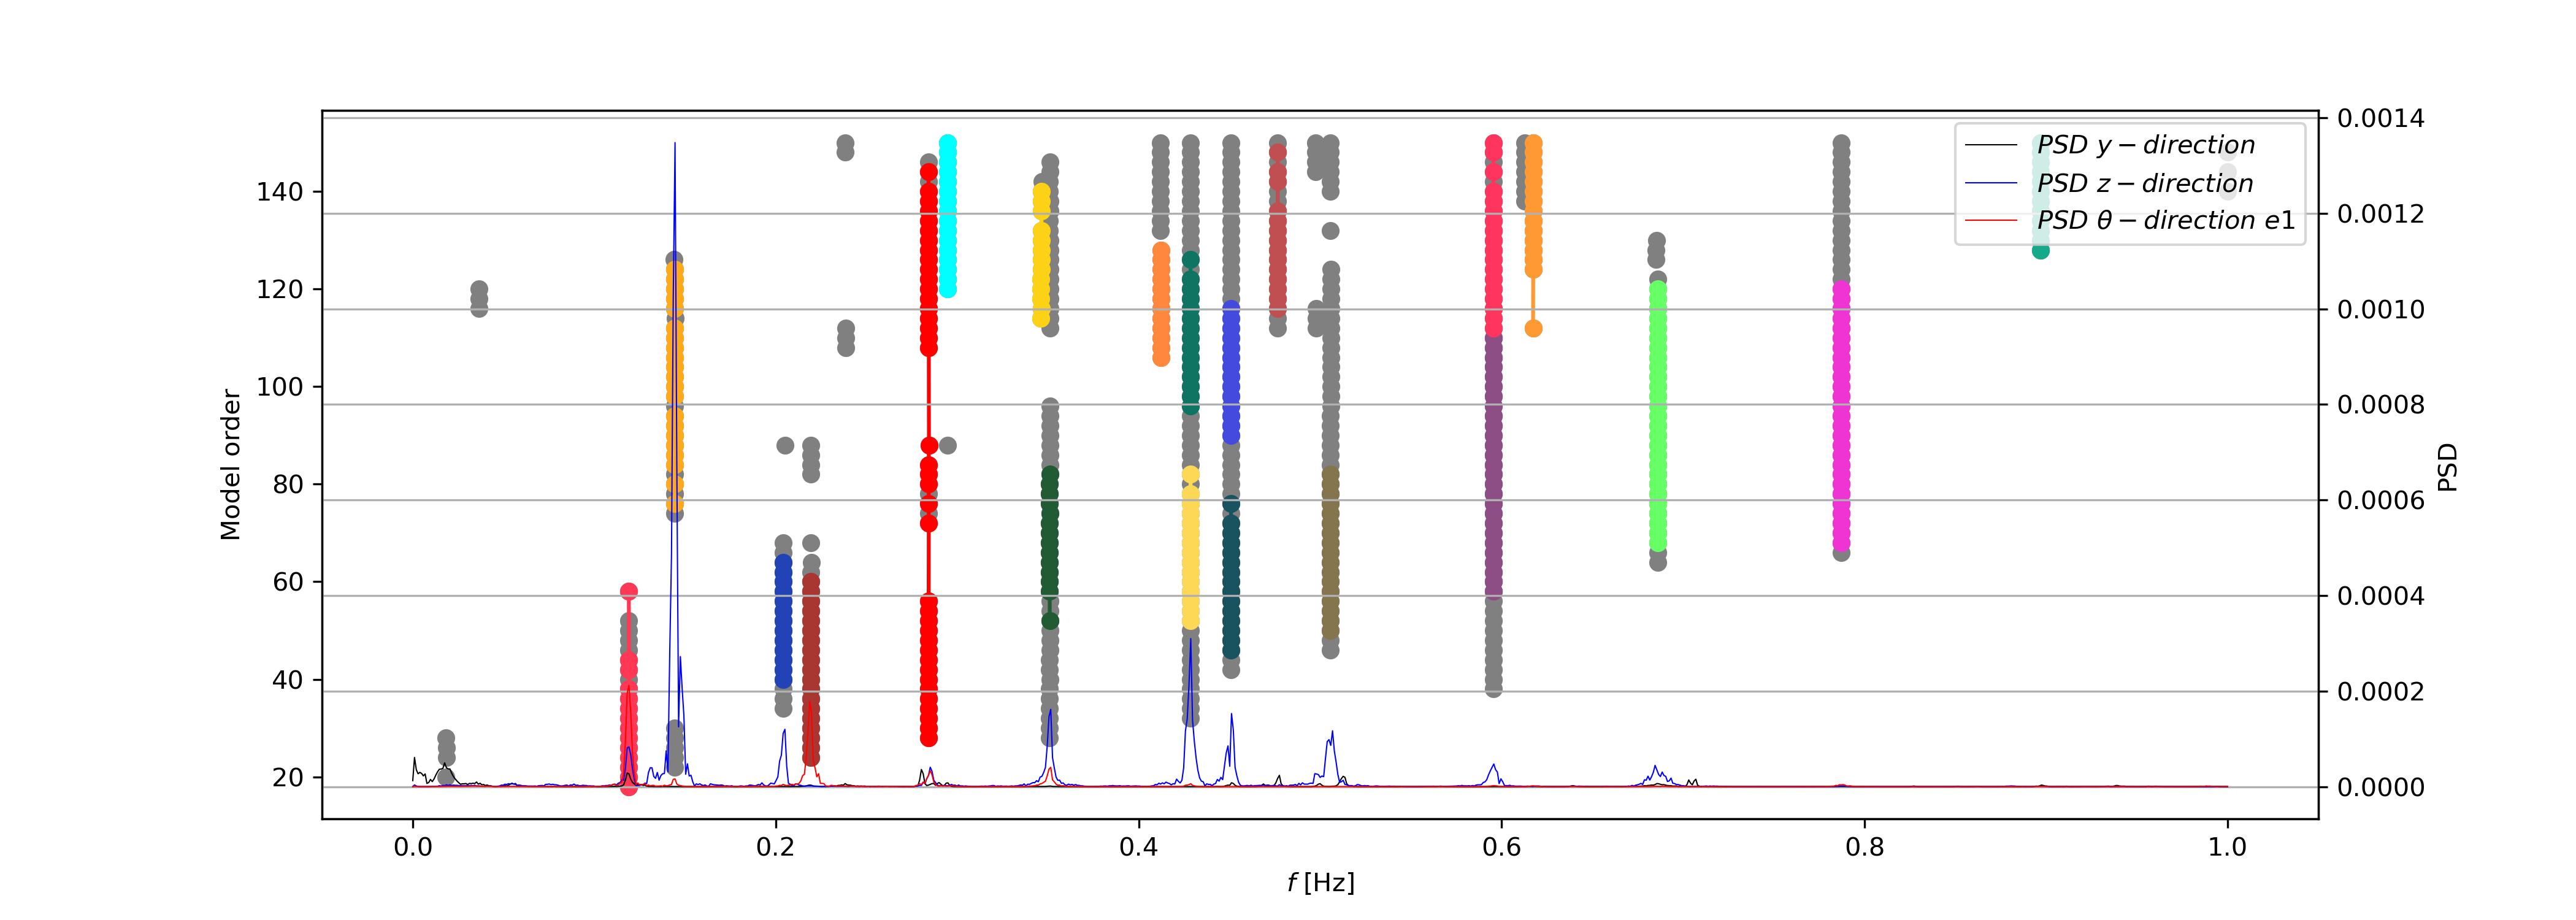 PSD y − direction
PSD z − direction
PSD θ − direction e1
Model order
140
120
100
80
60
40
20
0.0014
0.0012
0.0010
0.0008
0.0006
0.0004
0.0002
0.0000
PSD
0.0 0.2 0.4 0.6 0.8 1.0
f [Hz]